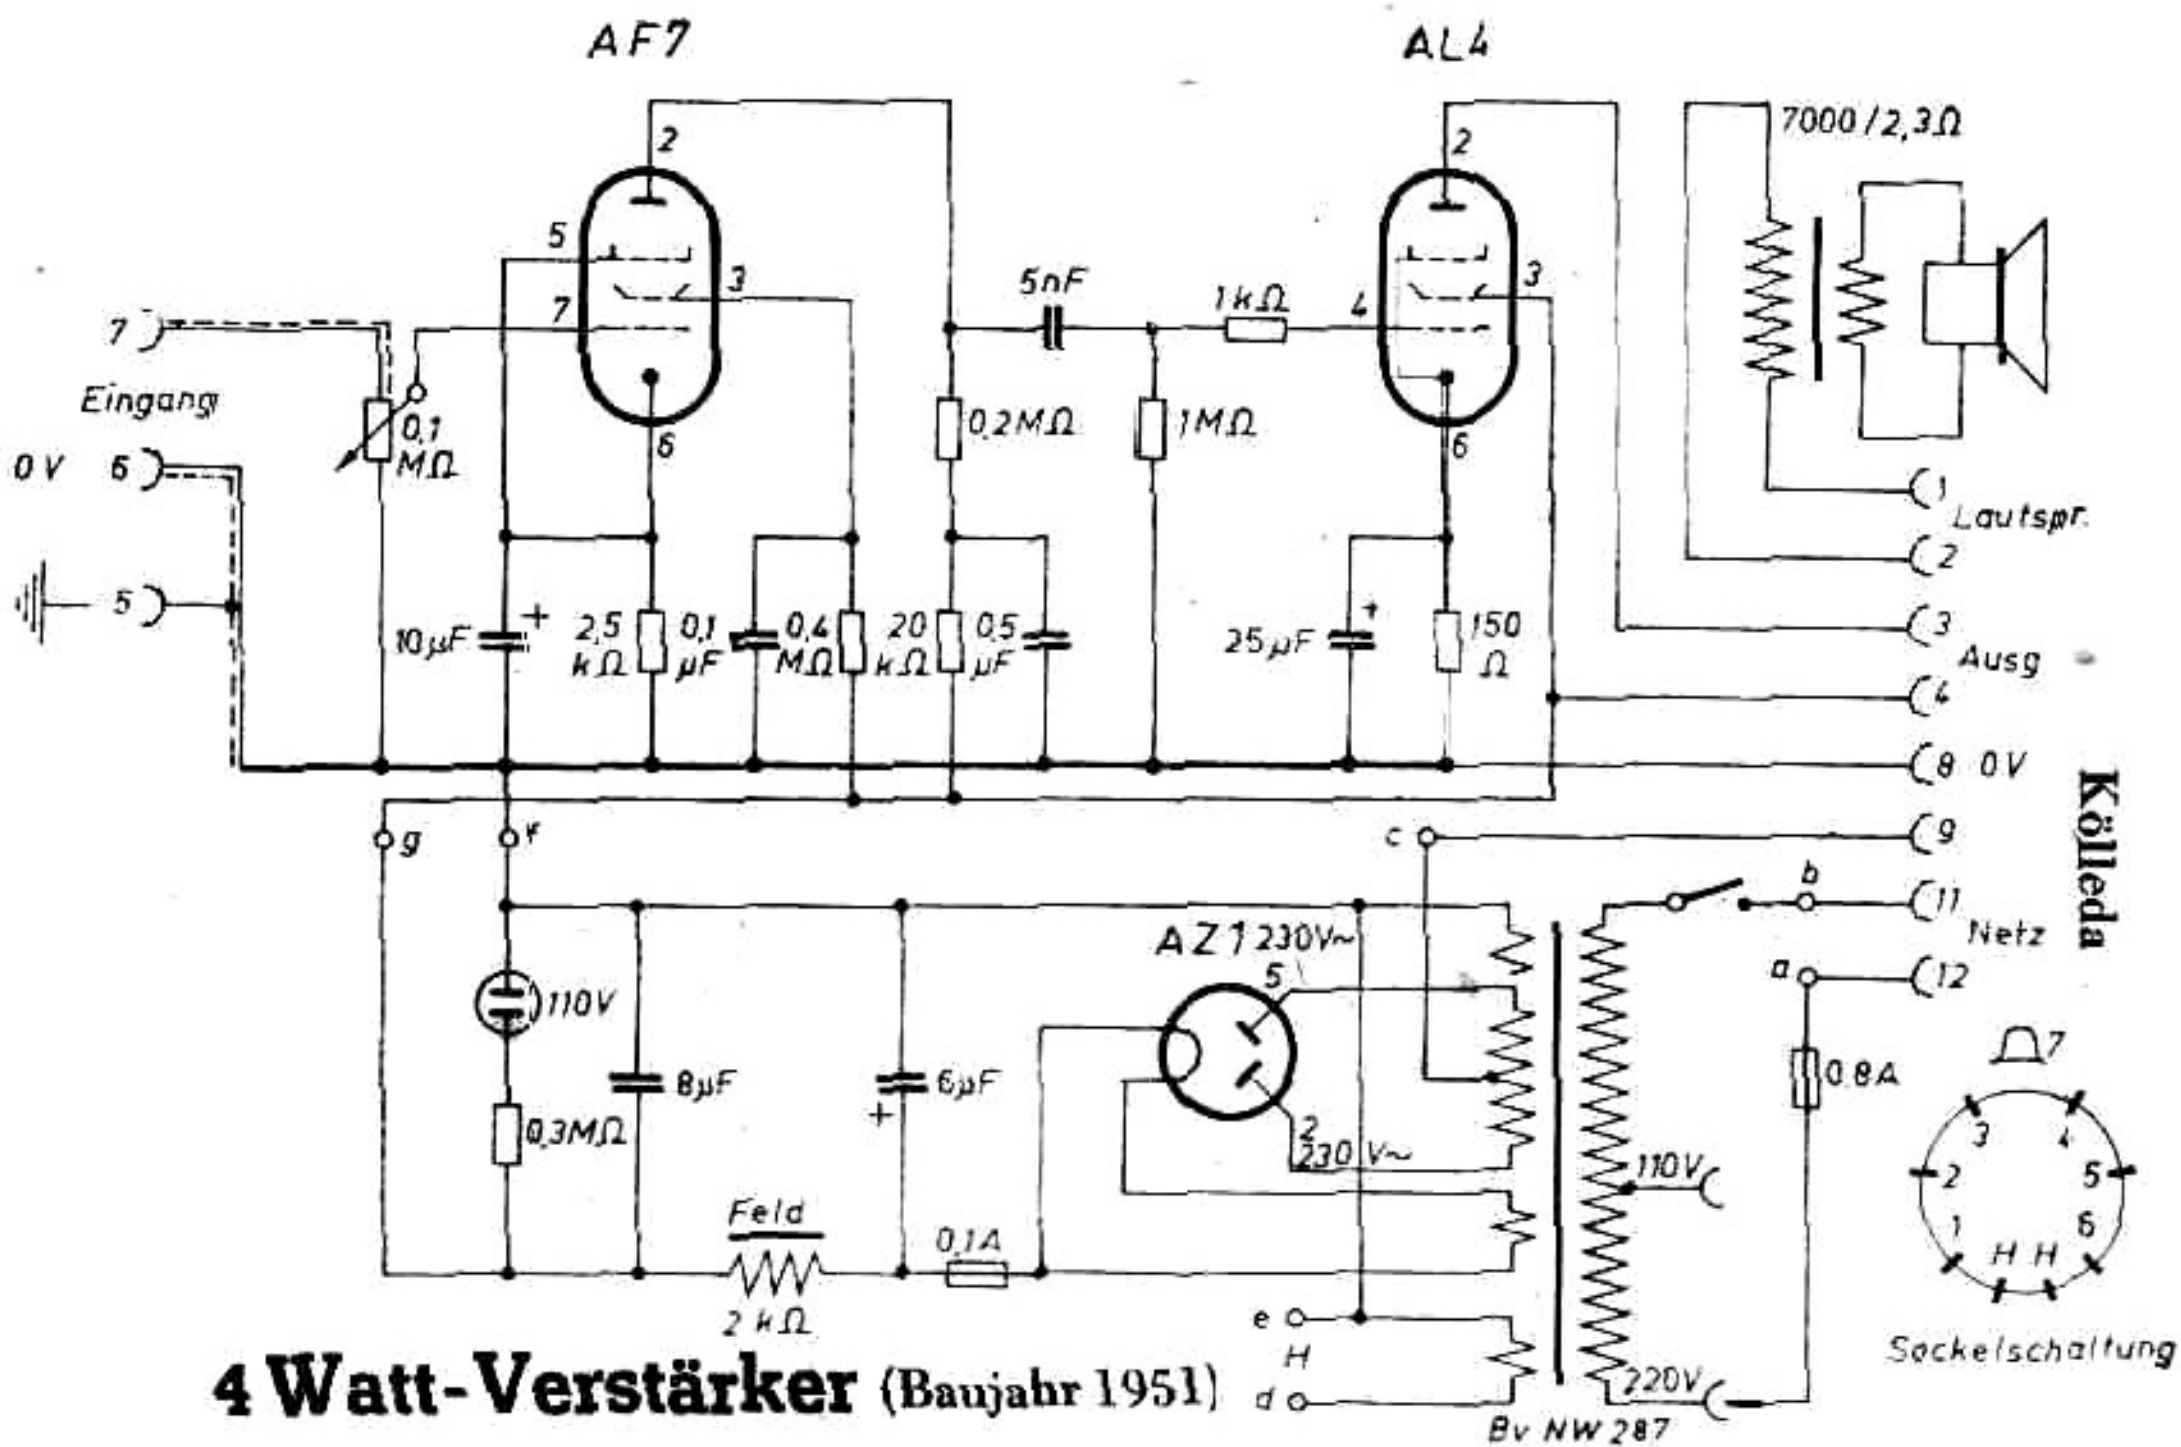 AF7
AL4
2
2
7000/2,3Ω
5
3
3
7
5nF
1kΩ
4
7
Eingang
0,1
MΩ
0,2MΩ
1MΩ
6
6
0V 6
1
Lautspr.
2
5
10µF
+
2,5
kΩ
0,1
µF
0,4
MΩ
20
kΩ
0,5
µF
25µF
+
150
Ω
3
Ausg
4
8 0V
Kölleda
g
f
c
9
b
11
Netz
AZ1 230V~
5
a
12
110V
8µF
6µF
+
0,3MΩ
2
230V~
110V
0,8A
7
3
4
2
5
1
6
H H
Sockelschaltung
Feld
0,1A
2kΩ
e
H
d
220V
4 Watt-Verstärker (Baujahr 1951)
Bv NW 287